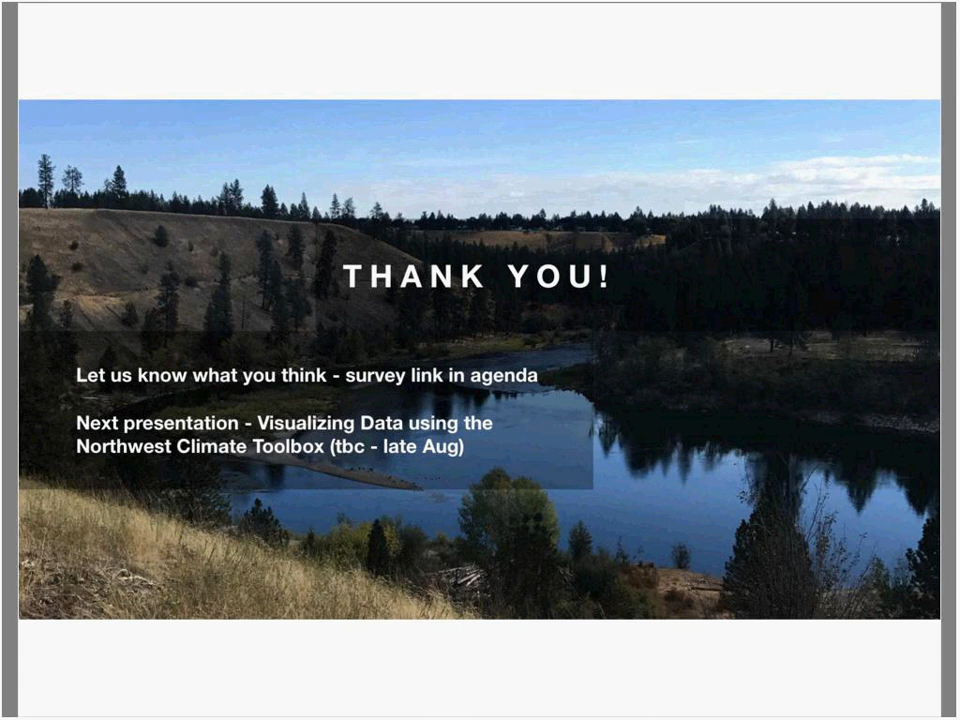 THANK YOU!
Let us know what you think - survey link in agenda
Next presentation - Visualizing Data using the
Northwest Climate Toolbox (tbc - late Aug)